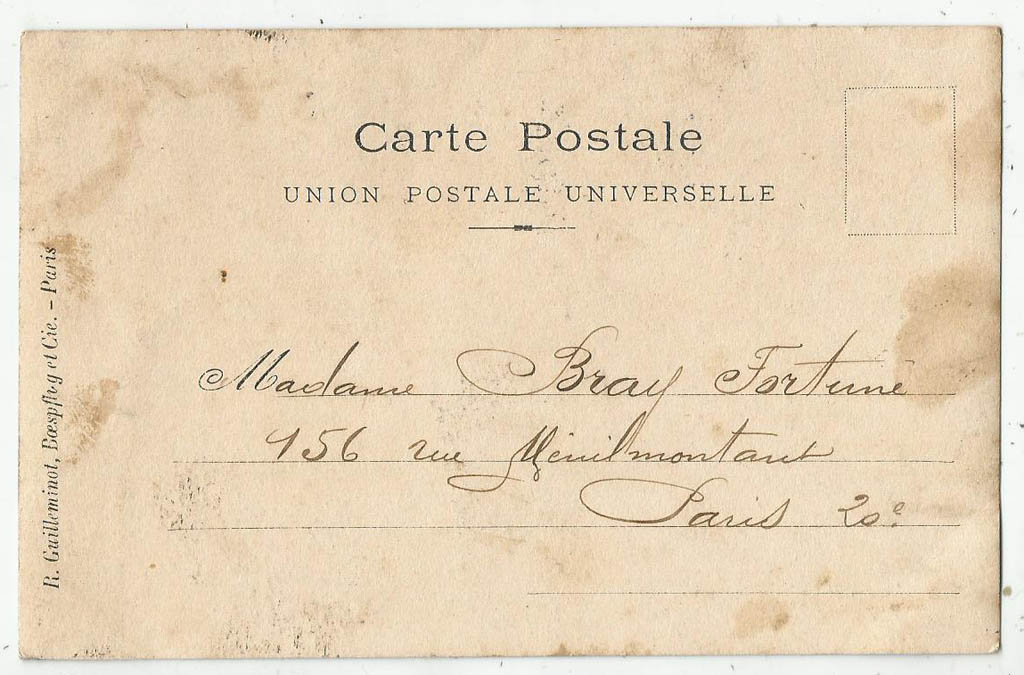 Carte Postale
UNION POSTALE UNIVERSELLE
Madame Bray Fortuné
156 rue Ménilmontant
Paris 20e
R. Guilleminot, Bœspflug et Cie. – Paris